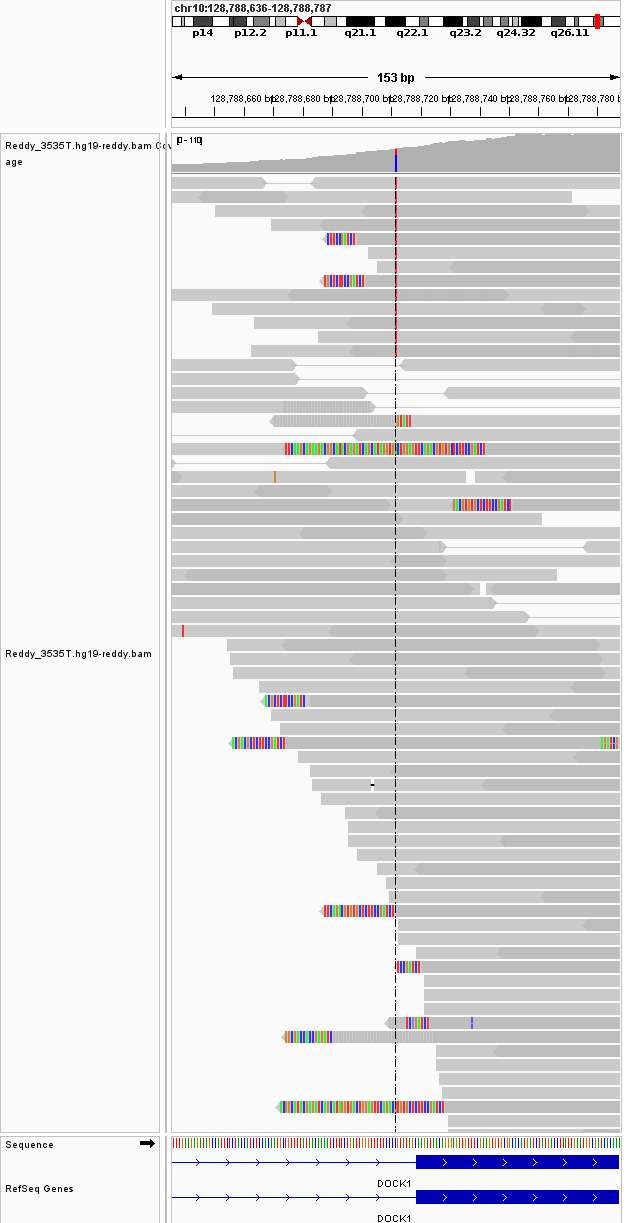 chr10:128,788,636-128,788,787
p14 p12.2 p11.1 q21.1 q22.1 q23.2 q24.32 q26.11
153 bp
128,788,660 bp 128,788,680 bp 128,788,700 bp 128,788,720 bp 128,788,740 bp 128,788,760 bp 128,788,780 b
[0 - 110]
Reddy_3535T.hg19-reddy.bam Cov
age
Reddy_3535T.hg19-reddy.bam
Sequence
DOCK1
RefSeq Genes
DOCK1